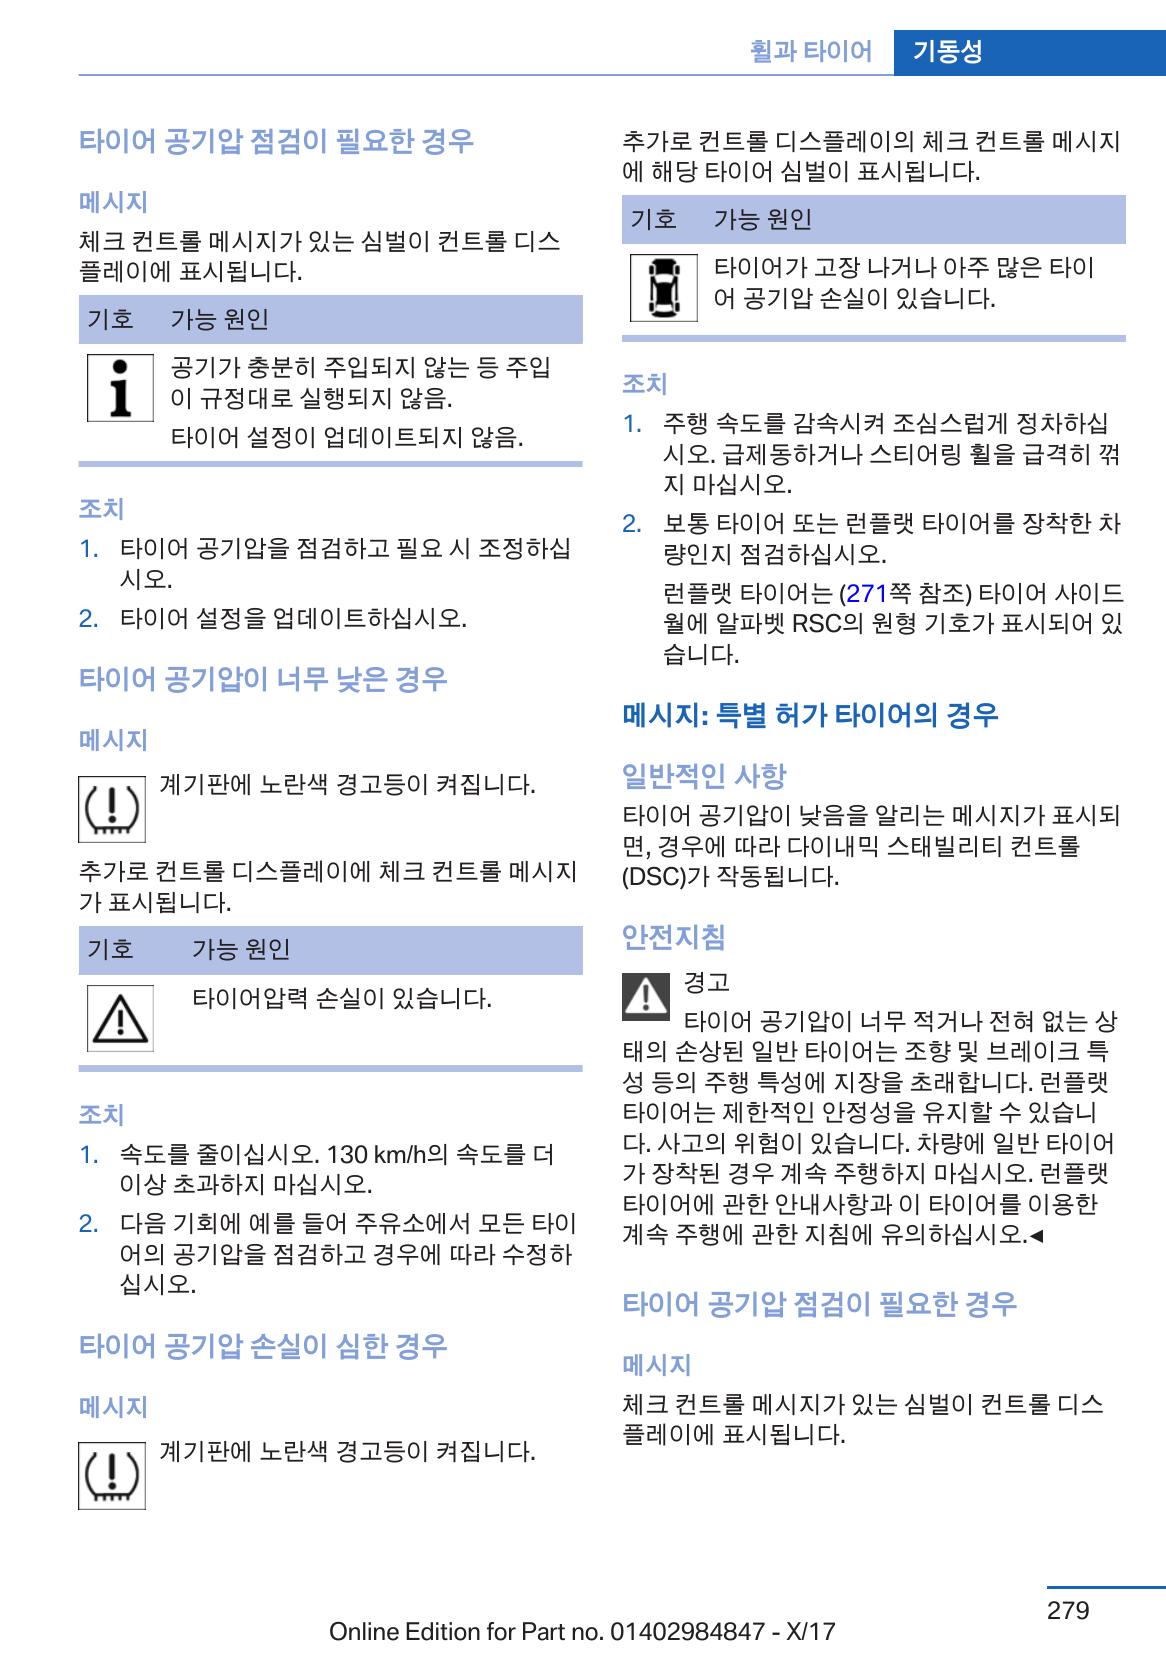 휠과 타이어 기동성
타이어 공기압 점검이 필요한 경우
메시지
체크 컨트롤 메시지가 있는 심벌이 컨트롤 디스
플레이에 표시됩니다.
기호 가능 원인
공기가 충분히 주입되지 않는 등 주입
이 규정대로 실행되지 않음.
타이어 설정이 업데이트되지 않음.
조치
1. 타이어 공기압을 점검하고 필요 시 조정하십
시오.
2. 타이어 설정을 업데이트하십시오.
타이어 공기압이 너무 낮은 경우
메시지
계기판에 노란색 경고등이 켜집니다.
추가로 컨트롤 디스플레이에 체크 컨트롤 메시지
가 표시됩니다.
기호 가능 원인
타이어압력 손실이 있습니다.
조치
1. 속도를 줄이십시오. 130 km/h의 속도를 더
이상 초과하지 마십시오.
2. 다음 기회에 예를 들어 주유소에서 모든 타이
어의 공기압을 점검하고 경우에 따라 수정하
십시오.
타이어 공기압 손실이 심한 경우
메시지
계기판에 노란색 경고등이 켜집니다.
추가로 컨트롤 디스플레이의 체크 컨트롤 메시지
에 해당 타이어 심벌이 표시됩니다.
기호 가능 원인
타이어가 고장 나거나 아주 많은 타이
어 공기압 손실이 있습니다.
조치
1. 주행 속도를 감속시켜 조심스럽게 정차하십
시오. 급제동하거나 스티어링 휠을 급격히 꺾
지 마십시오.
2. 보통 타이어 또는 런플랫 타이어를 장착한 차
량인지 점검하십시오.
런플랫 타이어는 (271쪽 참조) 타이어 사이드
월에 알파벳 RSC의 원형 기호가 표시되어 있
습니다.
메시지: 특별 허가 타이어의 경우
일반적인 사항
타이어 공기압이 낮음을 알리는 메시지가 표시되
면, 경우에 따라 다이내믹 스태빌리티 컨트롤
(DSC)가 작동됩니다.
안전지침
경고
타이어 공기압이 너무 적거나 전혀 없는 상
태의 손상된 일반 타이어는 조향 및 브레이크 특
성 등의 주행 특성에 지장을 초래합니다. 런플랫
타이어는 제한적인 안정성을 유지할 수 있습니
다. 사고의 위험이 있습니다. 차량에 일반 타이어
가 장착된 경우 계속 주행하지 마십시오. 런플랫
타이어에 관한 안내사항과 이 타이어를 이용한
계속 주행에 관한 지침에 유의하십시오.◄
타이어 공기압 점검이 필요한 경우
메시지
체크 컨트롤 메시지가 있는 심벌이 컨트롤 디스
플레이에 표시됩니다.
279
Online Edition for Part no. 01402984847 - X/17